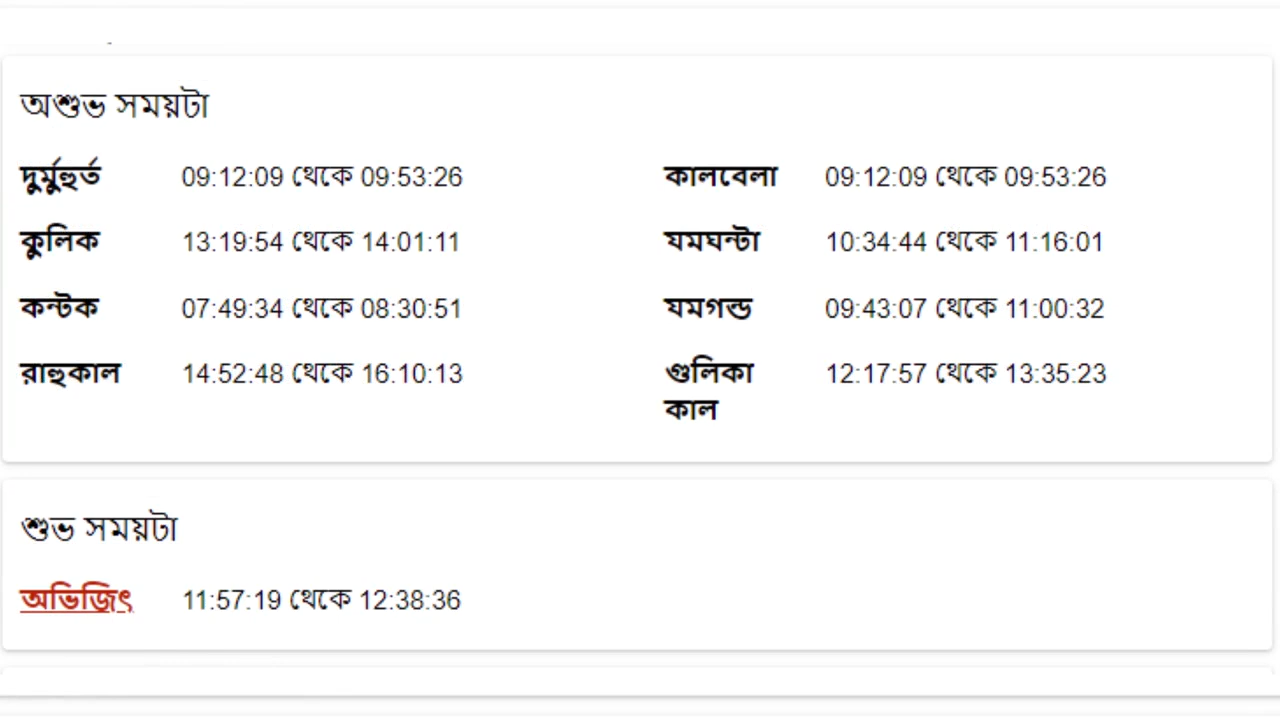 অশুভ সময়টা
দুর্মুহুর্ত 09:12:09 থেকে 09:53:26 কালবেলা 09:12:09 থেকে 09:53:26
কুলিক 13:19:54 থেকে 14:01:11 যমঘন্টা 10:34:44 থেকে 11:16:01
কন্টক 07:49:34 থেকে 08:30:51 যমগন্ড 09:43:07 থেকে 11:00:32
রাহুকাল 14:52:48 থেকে 16:10:13 গুলিকা 12:17:57 থেকে 13:35:23
কাল
শুভ সময়টা
অভিজিৎ 11:57:19 থেকে 12:38:36